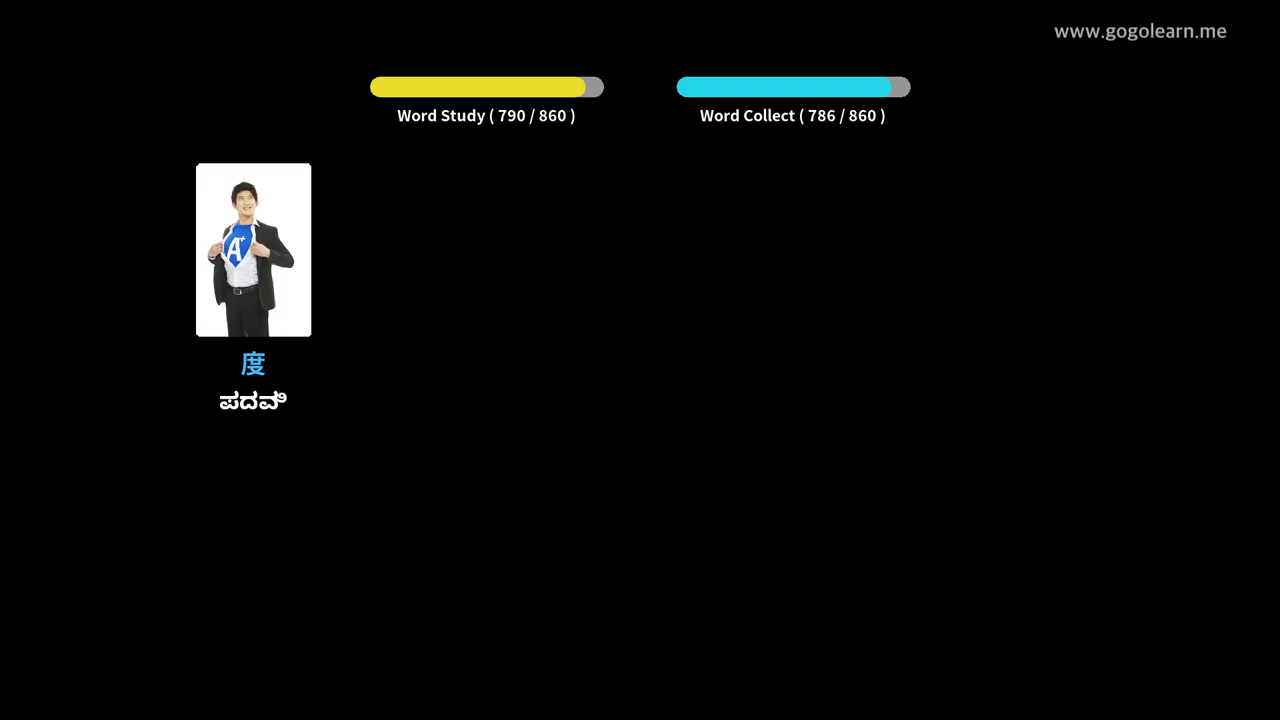 www.gogolearn.me
Word Study ( 790 / 860 )
Word Collect ( 786 / 860 )
A+
度
ಪದವಿ